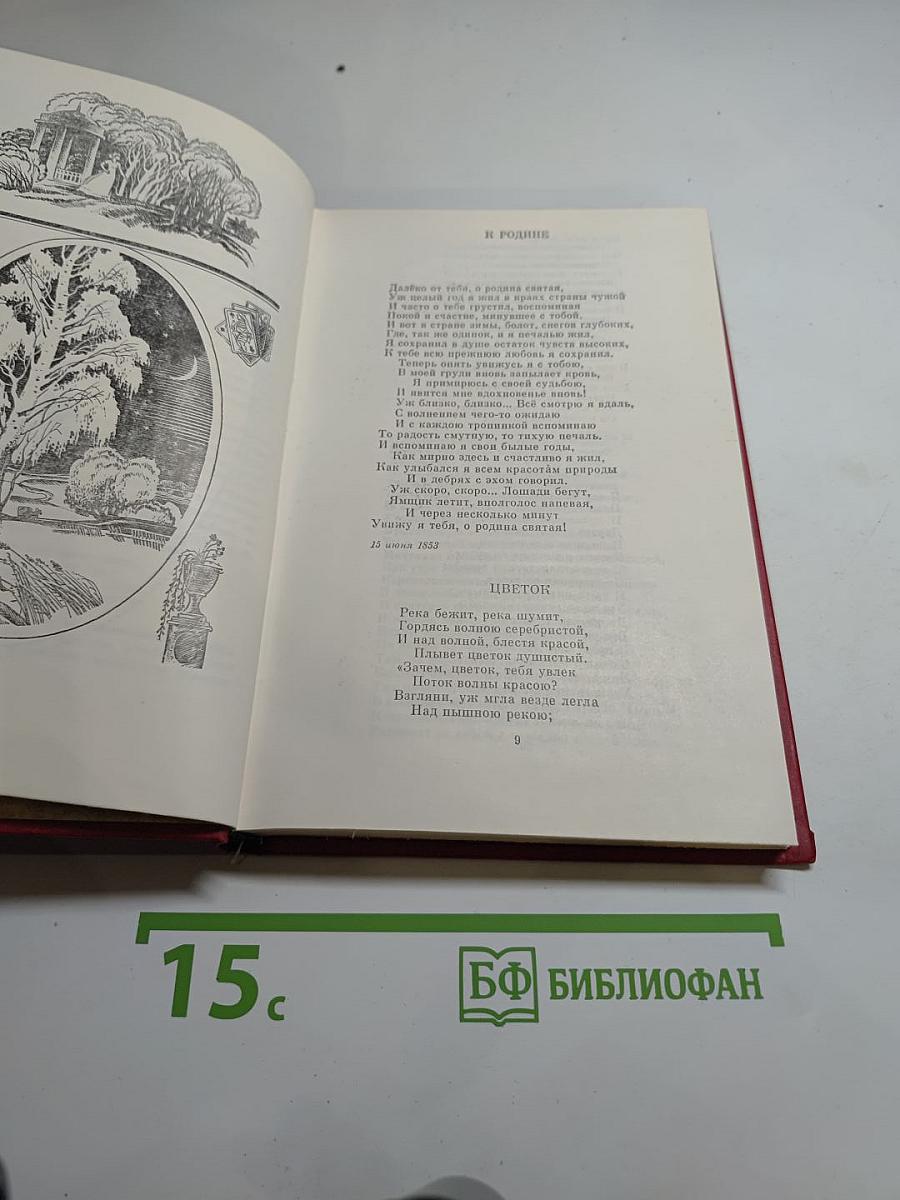 К РОДИНЕ
Далёко от тебя, о родина святая,
Уж целый год я жил в краях страны чужой
И часто о тебе грустил, воспоминая
Покой и счастие, минувшее с тобой.
И вот в стране зимы, болот, снегов глубоких,
Где, так же одинок, и я печалью жил,
Я сохранил в душе остаток чувств высоких,
К тебе всю прежнюю любовь я сохранил.
Теперь опять увижусь я с тобою,
В моей груди вновь запылает кровь,
Я примирюсь с своей судьбою,
И явится мне вдохновенье вновь!
Уж близко, близко... Всё смотрю я вдаль,
С волнением чего-то ожидаю
И с каждою тропинкой вспоминаю
То радость смутную, то тихую печаль.
И вспоминаю я свои былые годы,
Как мирно здесь и счастливо я жил,
Как улыбался я всем красотáм природы
И в дебрях с эхом говорил.
Уж скоро, скоро... Лошади бегут,
Ямщик летит, вполголос напевая,
И через несколько минут
Увижу я тебя, о родина святая!
15 июня 1853
ЦВЕТОК
Река бежит, река шумит,
Гордясь волною серебристой,
И над волной, блестя красой,
Плывет цветок душистый.
«Зачем, цветок, тебя увлек
Поток волны красою?
Взгляни, уж мгла везде легла
Над пышною рекою;
9
15 с
БФ БИБЛИОФАН